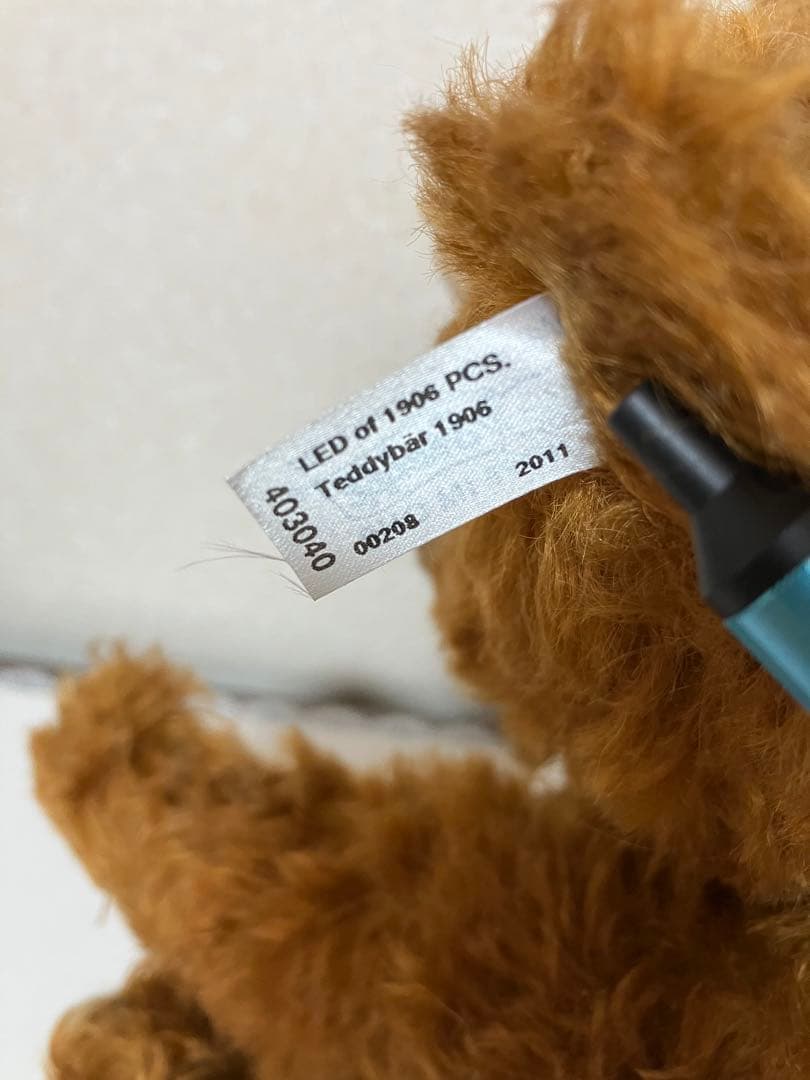 LED of 1906 PCS.
Teddybär 1906
403040
00208
2011